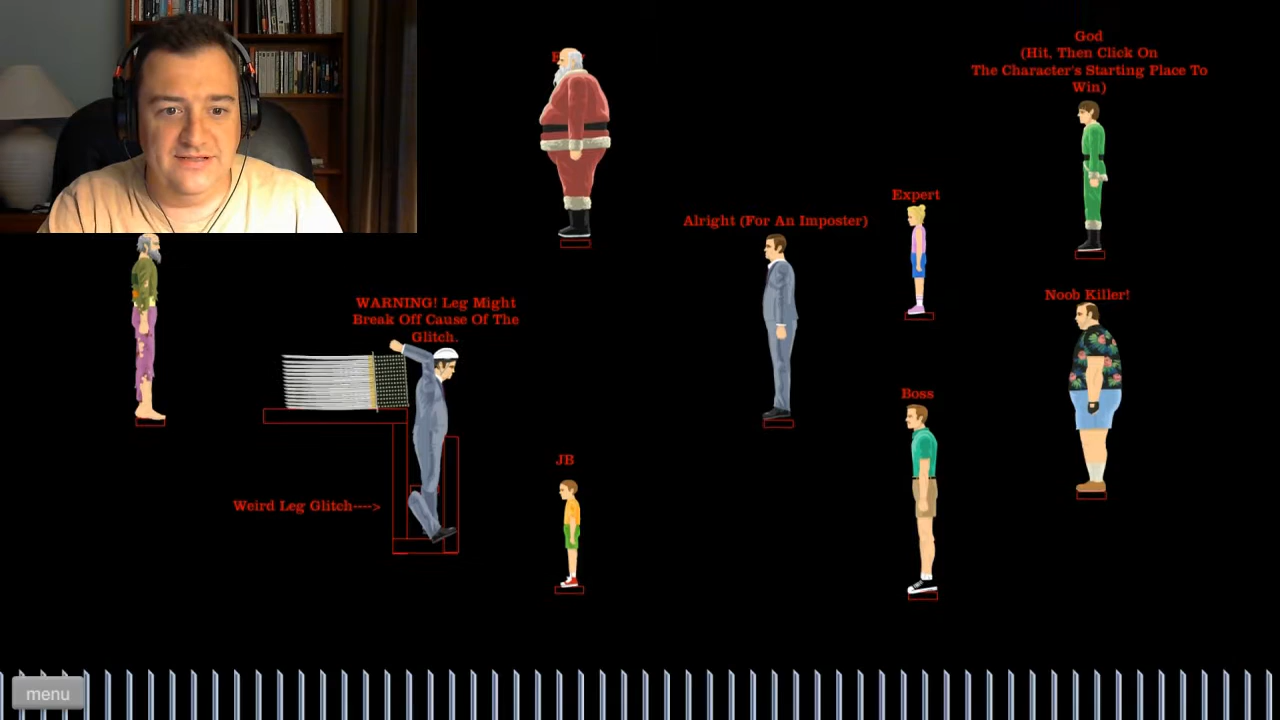 God
(Hit, Then Click On
The Character's Starting Place To
Win)
Expert
Alright (For An Imposter)
Noob Killer!
WARNING! Leg Might
Break Off Cause Of The
Glitch.
Boss
JB
Weird Leg Glitch---->
menu